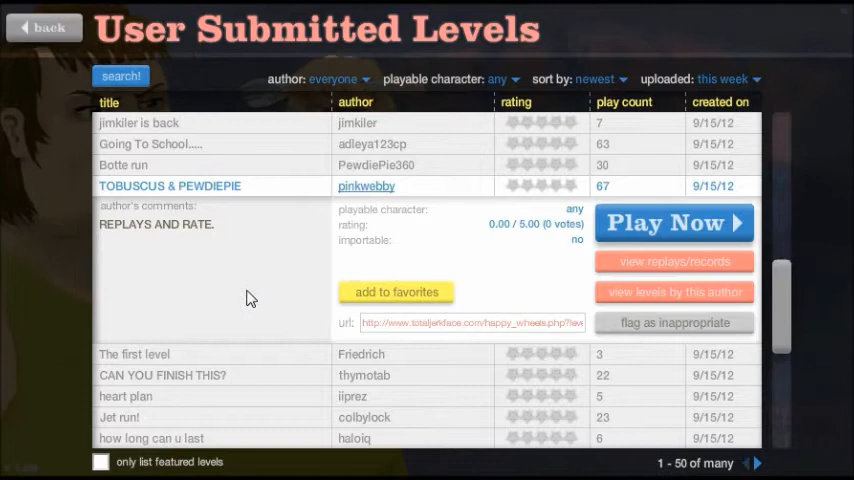 back
User Submitted Levels
search!
author: everyone playable character: any sort by: newest uploaded: this week
title author rating play count created on
jimkiler is back jimkiler 7 9/15/12
Going To School..... adleya123cp 63 9/15/12
Botte run PewdiePie360 30 9/15/12
TOBUSCUS & PEWDIEPIE pinkwebby 67 9/15/12
author's comments:
REPLAYS AND RATE.
playable character: any
rating: 0.00 / 5.00 (0 votes)
importable: no
Play Now
view replays/records
add to favorites
view levels by this author
url: http://www.totaljerkface.com/happy_wheels.php?leve
flag as inappropriate
The first level Friedrich 3 9/15/12
CAN YOU FINISH THIS? thymotab 22 9/15/12
heart plan iiprez 5 9/15/12
Jet run! colbylock 23 9/15/12
how long can u last haloiq 6 9/15/12
only list featured levels
1 - 50 of many